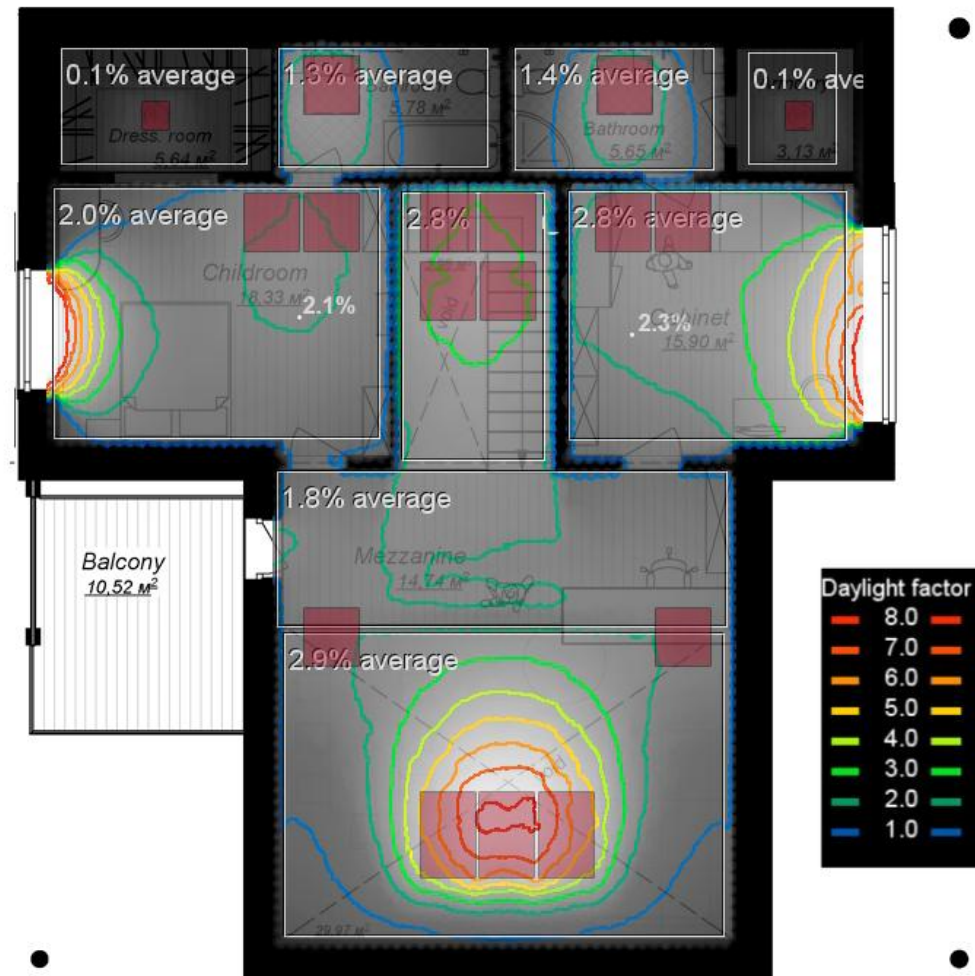 0.1% average
1.3% average
1.4% average
0.1% ave
5,78 м²
Dress. room
5,64 м²
Bathroom
5,65 м²
3,13 м²
2.0% average
2.8%
2.8% average
Childroom
18,33 м²
2.1%
void
2.3%
Cabinet
15,90 м²
1.8% average
Mezzanine
14,74 м²
Balcony
10,52 м²
2.9% average
void
29,97 м²
Daylight factor
8.0
7.0
6.0
5.0
4.0
3.0
2.0
1.0